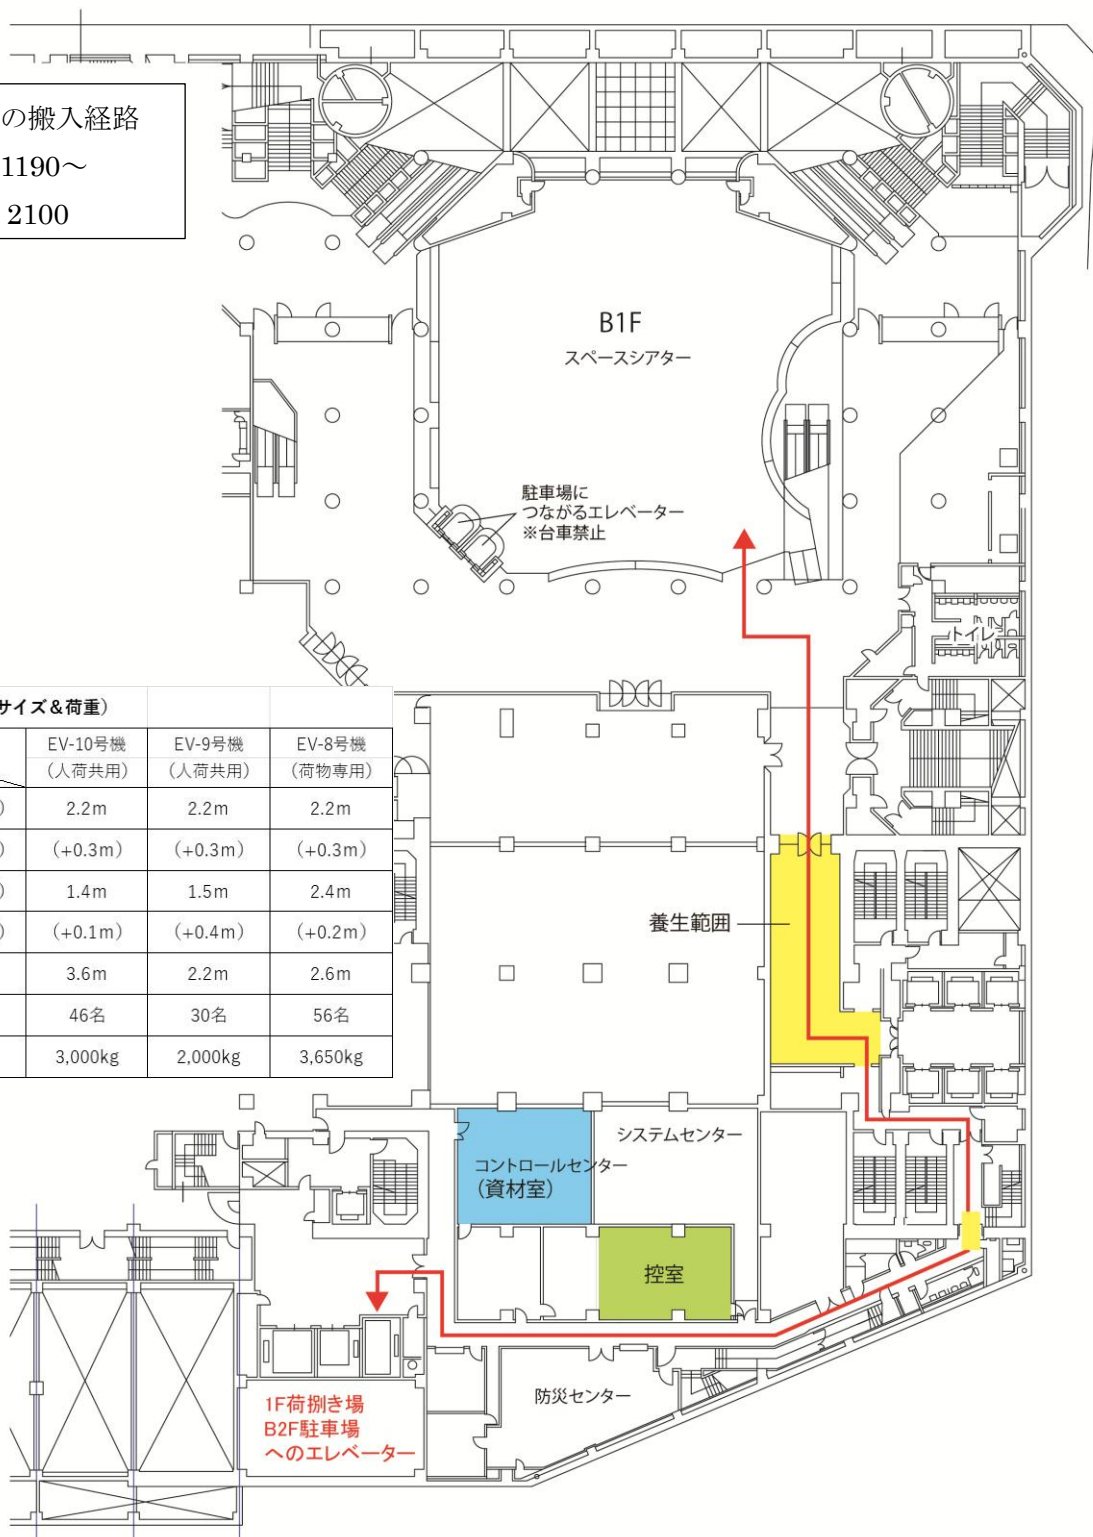 の搬入経路
1190～
2100
B1F
スペースシアター
駐車場に
つながるエレベーター
※台車禁止
トイレ
サイズ&荷重）
EV-10号機 EV-9号機 EV-8号機
（人荷共用） （人荷共用） （荷物専用）
） 2.2m 2.2m 2.2m
） （+0.3m） （+0.3m） （+0.3m）
） 1.4m 1.5m 2.4m
） （+0.1m） （+0.4m） （+0.2m）
3.6m 2.2m 2.6m
46名 30名 56名
3,000kg 2,000kg 3,650kg
養生範囲
システムセンター
コントロールセンター
（資材室）
控室
防災センター
1F荷捌き場
B2F駐車場
へのエレベーター